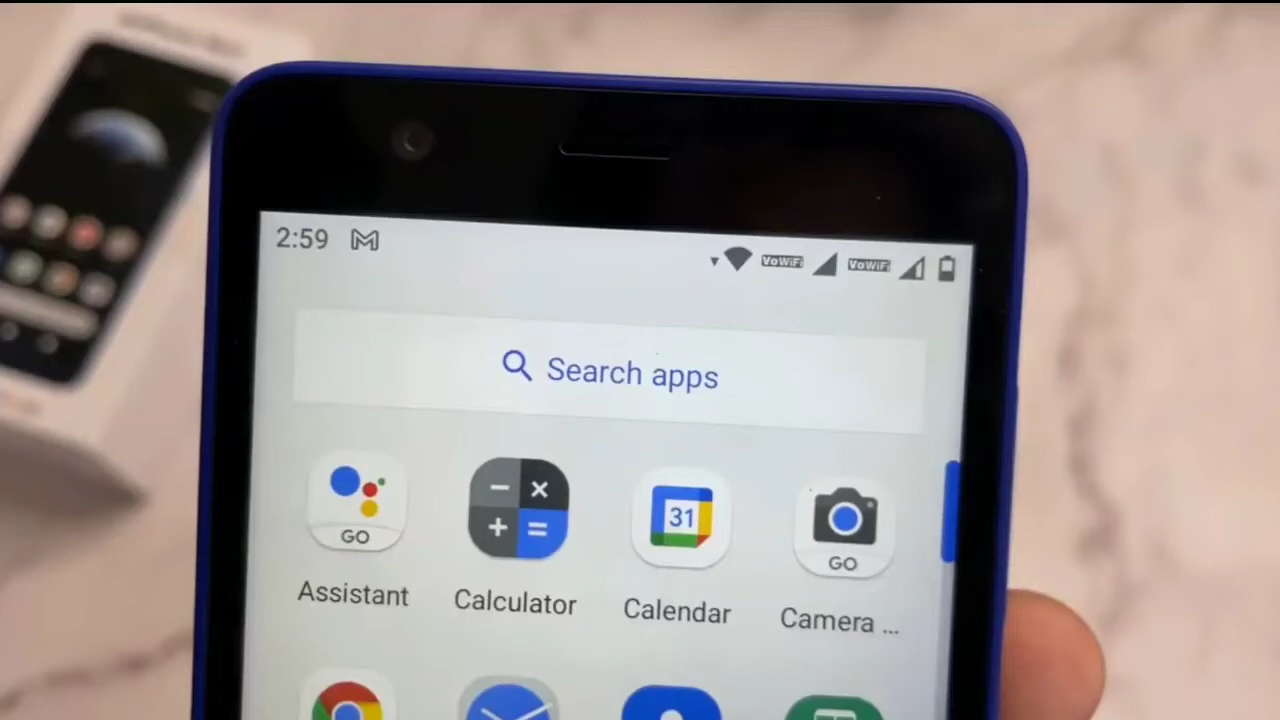 2:59
VoWiFi VoWiFi
Search apps
GO
31
GO
Assistant
Calculator
Calendar
Camera ...